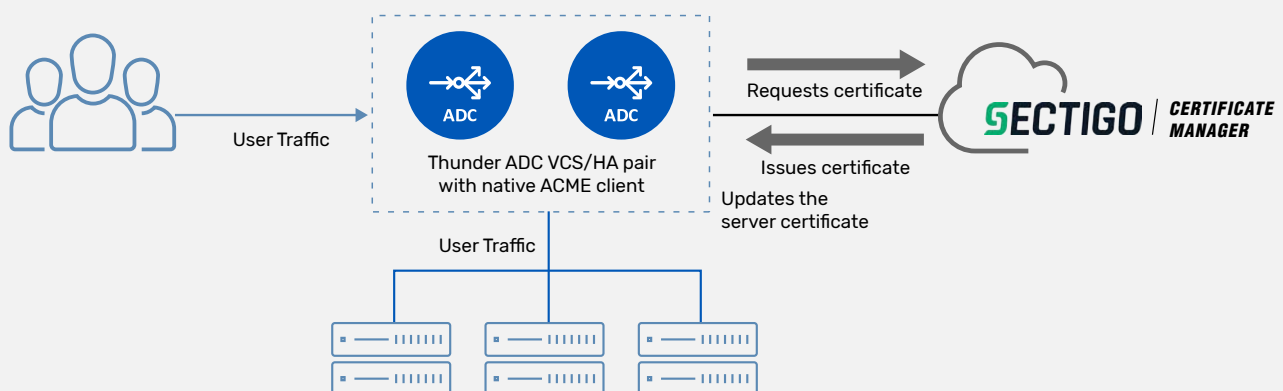 User Traffic
ADC
ADC
Thunder ADC VCS/HA pair
with native ACME client
Requests certificate
Issues certificate
Updates the
server certificate
SECTIGO
CERTIFICATE
MANAGER
User Traffic